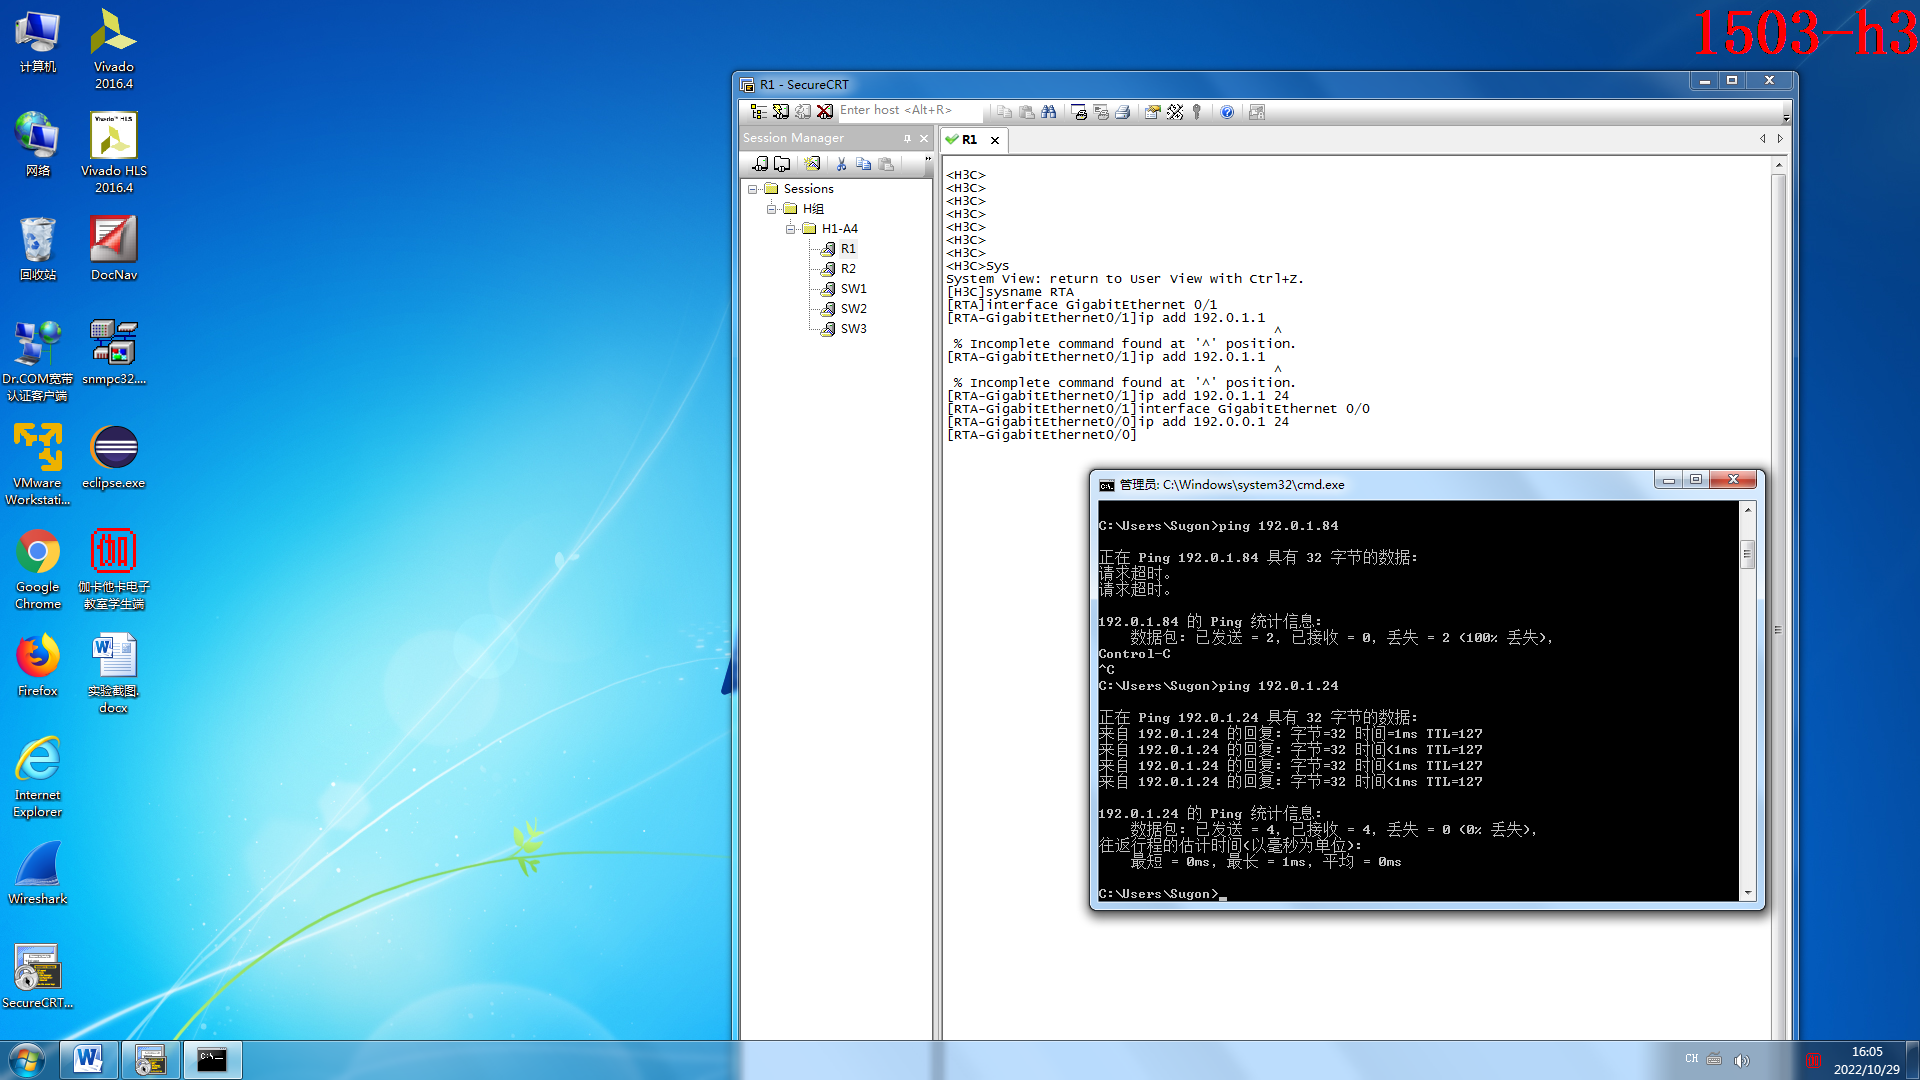 1503-h3
计算机
Vivado 2016.4
网络
Vivado HLS
Vivado HLS 2016.4
回收站
DocNav
Dr.COM宽带认证客户端
snmpc32....
VMware Workstati...
eclipse.exe
Google Chrome
伽
伽卡他卡电子教室学生端
Firefox
实验截图.docx
Internet Explorer
Wireshark
SecureCRT...
R1 - SecureCRT
Enter host <Alt+R>
Session Manager
R1
Sessions
H组
H1-A4
R1
R2
SW1
SW2
SW3
<H3C>
<H3C>
<H3C>
<H3C>
<H3C>
<H3C>
<H3C>
<H3C>Sys
System View: return to User View with Ctrl+Z.
[H3C]sysname RTA
[RTA]interface GigabitEthernet 0/1
[RTA-GigabitEthernet0/1]ip add 192.0.1.1
^
% Incomplete command found at '^' position.
[RTA-GigabitEthernet0/1]ip add 192.0.1.1
^
% Incomplete command found at '^' position.
[RTA-GigabitEthernet0/1]ip add 192.0.1.1 24
[RTA-GigabitEthernet0/1]interface GigabitEthernet 0/0
[RTA-GigabitEthernet0/0]ip add 192.0.0.1 24
[RTA-GigabitEthernet0/0]
管理员: C:\Windows\system32\cmd.exe
C:\Users\Sugon>ping 192.0.1.84
正在 Ping 192.0.1.84 具有 32 字节的数据:
请求超时。
请求超时。
192.0.1.84 的 Ping 统计信息:
数据包: 已发送 = 2，已接收 = 0，丢失 = 2 (100% 丢失)，
Control-C
^C
C:\Users\Sugon>ping 192.0.1.24
正在 Ping 192.0.1.24 具有 32 字节的数据:
来自 192.0.1.24 的回复: 字节=32 时间=1ms TTL=127
来自 192.0.1.24 的回复: 字节=32 时间<1ms TTL=127
来自 192.0.1.24 的回复: 字节=32 时间<1ms TTL=127
来自 192.0.1.24 的回复: 字节=32 时间<1ms TTL=127
192.0.1.24 的 Ping 统计信息:
数据包: 已发送 = 4，已接收 = 4，丢失 = 0 (0% 丢失)，
往返行程的估计时间(以毫秒为单位):
最短 = 0ms，最长 = 1ms，平均 = 0ms
C:\Users\Sugon>
CH
16:05
2022/10/29